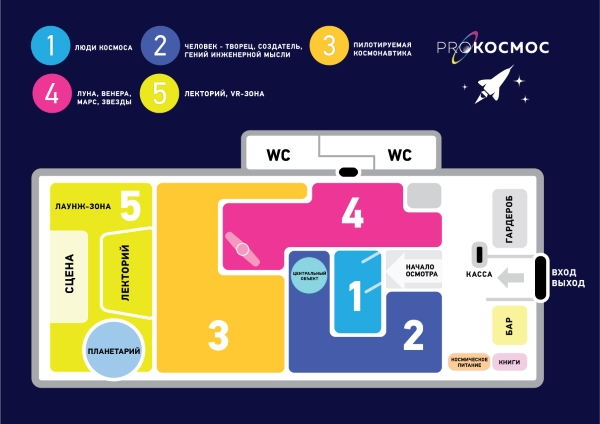 1
ЛЮДИ КОСМОСА
2
ЧЕЛОВЕК - ТВОРЕЦ, СОЗДАТЕЛЬ,
ГЕНИЙ ИНЖЕНЕРНОЙ МЫСЛИ
3
ПИЛОТИРУЕМАЯ
КОСМОНАВТИКА
PROКОСМОС
4
ЛУНА, ВЕНЕРА,
МАРС, ЗВЕЗДЫ
5
ЛЕКТОРИЙ, VR-ЗОНА
WC
WC
ЛАУНЖ-ЗОНА
5
СЦЕНА
ЛЕКТОРИЙ
ПЛАНЕТАРИЙ
3
4
ЦЕНТРАЛЬНЫЙ
ОБЪЕКТ
1
2
НАЧАЛО
ОСМОТРА
КАССА
ГАРДЕРОБ
ВХОД
ВЫХОД
БАР
КОСМИЧЕСКОЕ
ПИТАНИЕ
КНИГИ